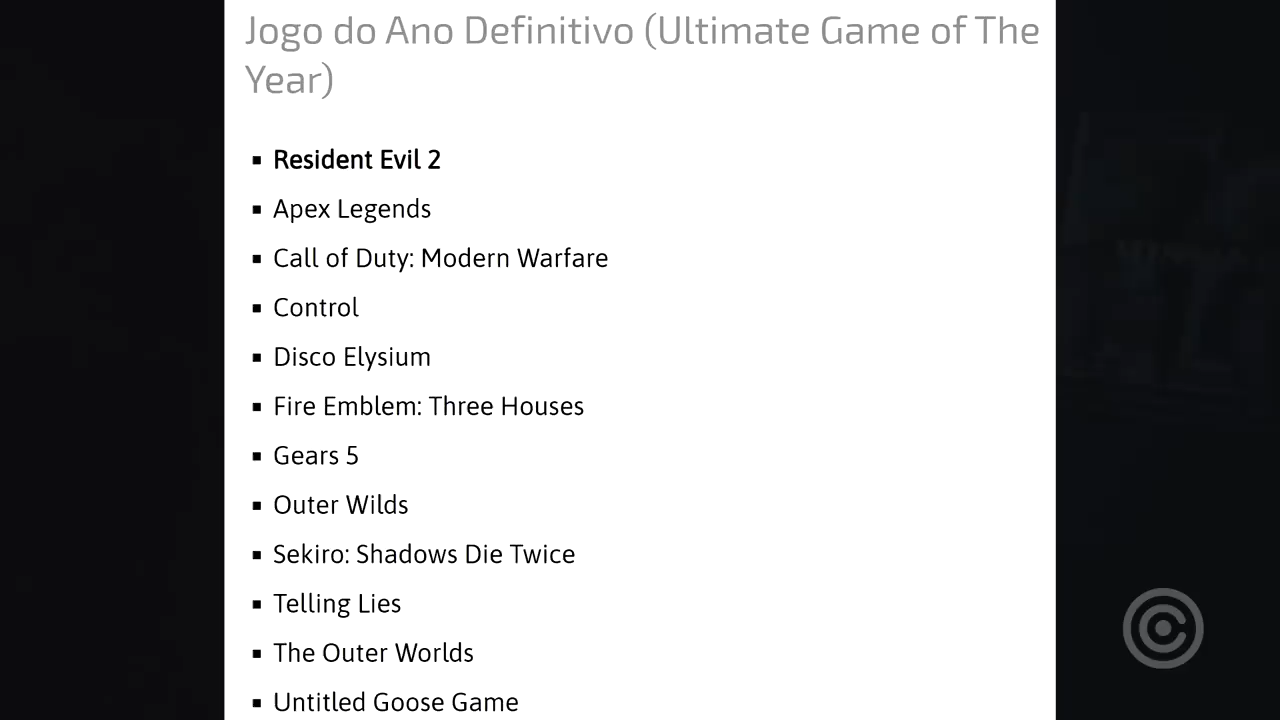 Jogo do Ano Definitivo (Ultimate Game of The
Year)
Resident Evil 2
Apex Legends
Call of Duty: Modern Warfare
Control
Disco Elysium
Fire Emblem: Three Houses
Gears 5
Outer Wilds
Sekiro: Shadows Die Twice
Telling Lies
The Outer Worlds
Untitled Goose Game